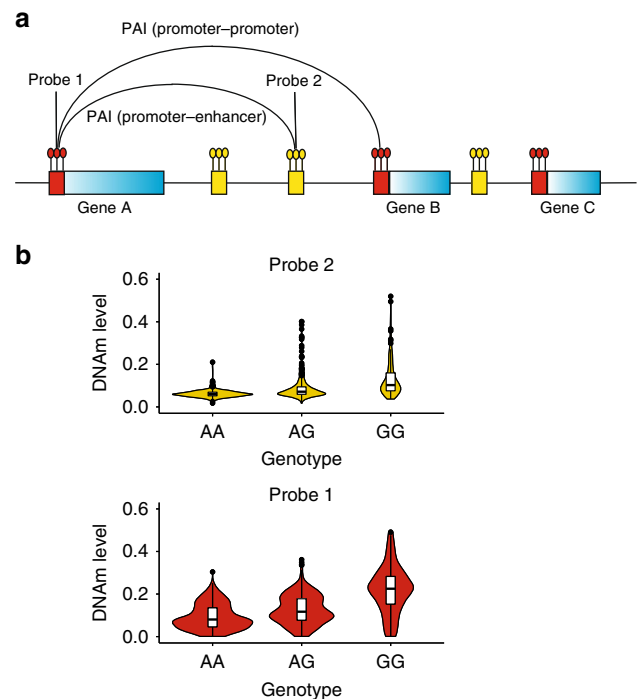 a
PAI (promoter–promoter)
Probe 1
Probe 2
PAI (promoter–enhancer)
Gene A
Gene B
Gene C
b
Probe 2
DNAm level
0.6
0.4
0.2
0.0
AA
AG
GG
Genotype
Probe 1
DNAm level
0.6
0.4
0.2
0.0
AA
AG
GG
Genotype